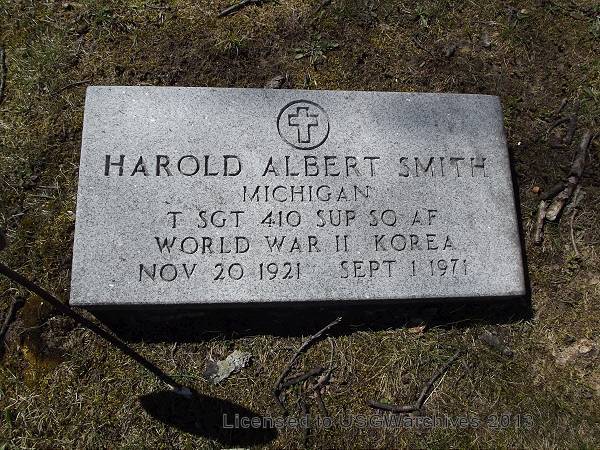 HAROLD ALBERT SMITH
MICHIGAN
T SGT 410 SUP SQ AF
WORLD WAR II KOREA
NOV 20 1921 SEPT 1 1971
Licensed to USGWarchives 2013